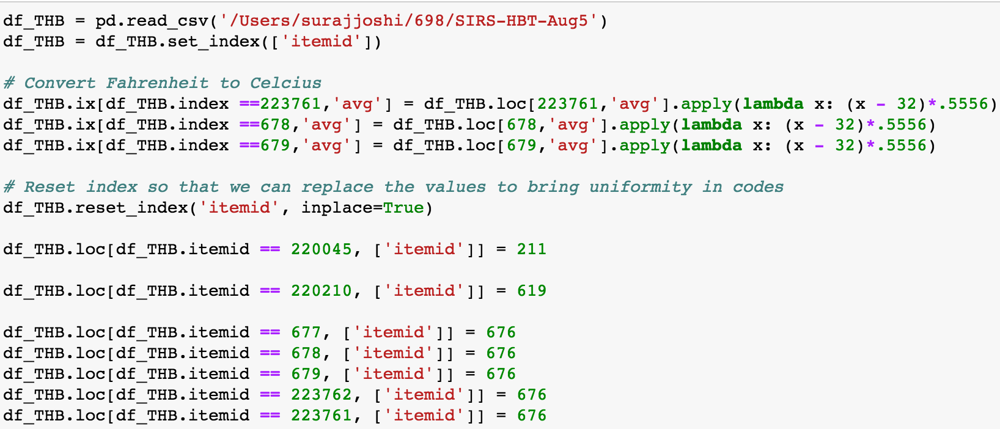 df_THB = pd.read_csv('/Users/surajjoshi/698/SIRS-HBT-Aug5')
df_THB = df_THB.set_index(['itemid'])
# Convert Fahrenheit to Celcius
df_THB.ix[df_THB.index ==223761,'avg'] = df_THB.loc[223761,'avg'].apply(lambda x: (x - 32)*.5556)
df_THB.ix[df_THB.index ==678,'avg'] = df_THB.loc[678,'avg'].apply(lambda x: (x - 32)*.5556)
df_THB.ix[df_THB.index ==679,'avg'] = df_THB.loc[679,'avg'].apply(lambda x: (x - 32)*.5556)
# Reset index so that we can replace the values to bring uniformity in codes
df_THB.reset_index('itemid', inplace=True)
df_THB.loc[df_THB.itemid == 220045, ['itemid']] = 211
df_THB.loc[df_THB.itemid == 220210, ['itemid']] = 619
df_THB.loc[df_THB.itemid == 677, ['itemid']] = 676
df_THB.loc[df_THB.itemid == 678, ['itemid']] = 676
df_THB.loc[df_THB.itemid == 679, ['itemid']] = 676
df_THB.loc[df_THB.itemid == 223762, ['itemid']] = 676
df_THB.loc[df_THB.itemid == 223761, ['itemid']] = 676